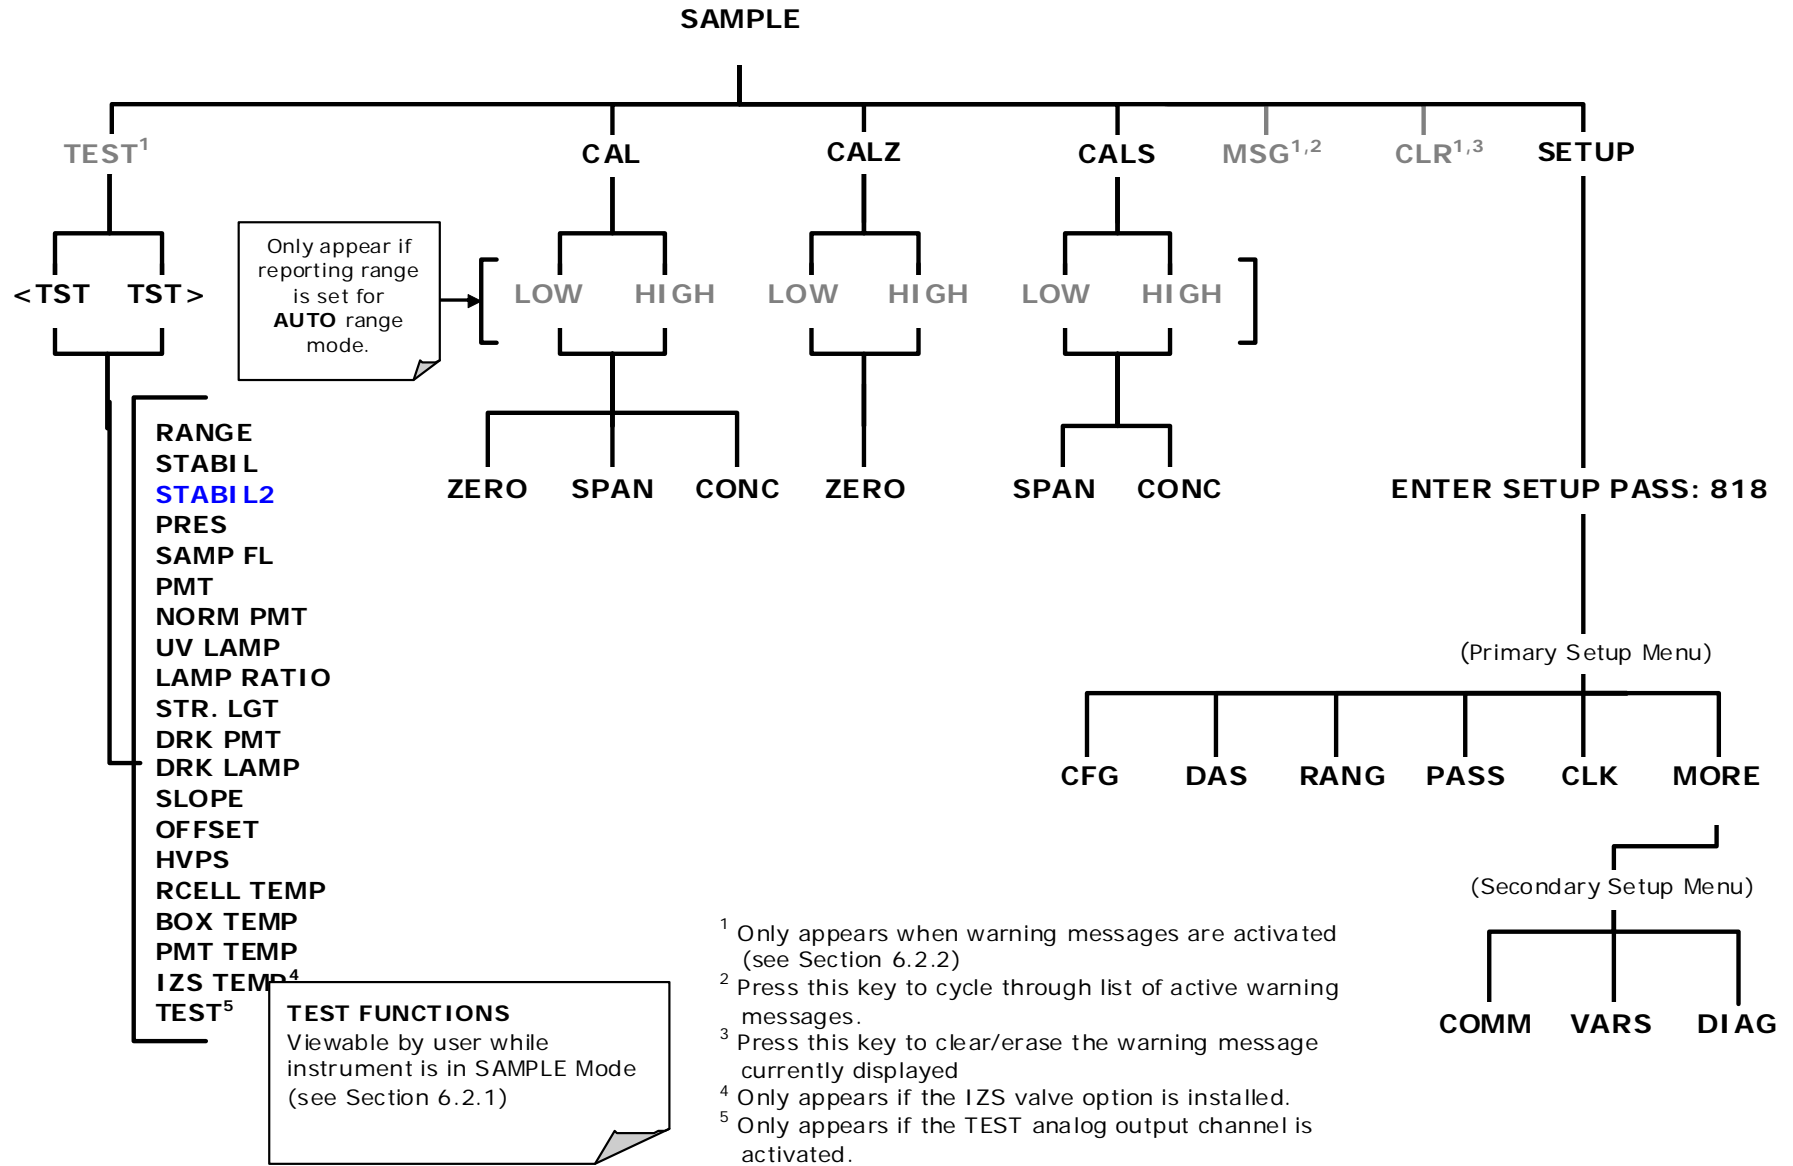 SAMPLE
TEST¹ CAL CALZ CALS MSG¹,² CLR¹,³ SETUP
Only appear if
reporting range
is set for
AUTO range
mode.
<TST TST> LOW HIGH LOW HIGH LOW HIGH
RANGE
STABIL
STABIL2
PRES
SAMP FL
PMT
NORM PMT
UV LAMP
LAMP RATIO
STR. LGT
DRK PMT
DRK LAMP
SLOPE
OFFSET
HVPS
RCELL TEMP
BOX TEMP
PMT TEMP
IZS TEMP⁴
TEST⁵
ZERO SPAN CONC ZERO SPAN CONC ENTER SETUP PASS: 818
(Primary Setup Menu)
CFG DAS RANG PASS CLK MORE
(Secondary Setup Menu)
COMM VARS DIAG
TEST FUNCTIONS
Viewable by user while
instrument is in SAMPLE Mode
(see Section 6.2.1)
¹ Only appears when warning messages are activated
(see Section 6.2.2)
² Press this key to cycle through list of active warning
messages.
³ Press this key to clear/erase the warning message
currently displayed
⁴ Only appears if the IZS valve option is installed.
⁵ Only appears if the TEST analog output channel is
activated.